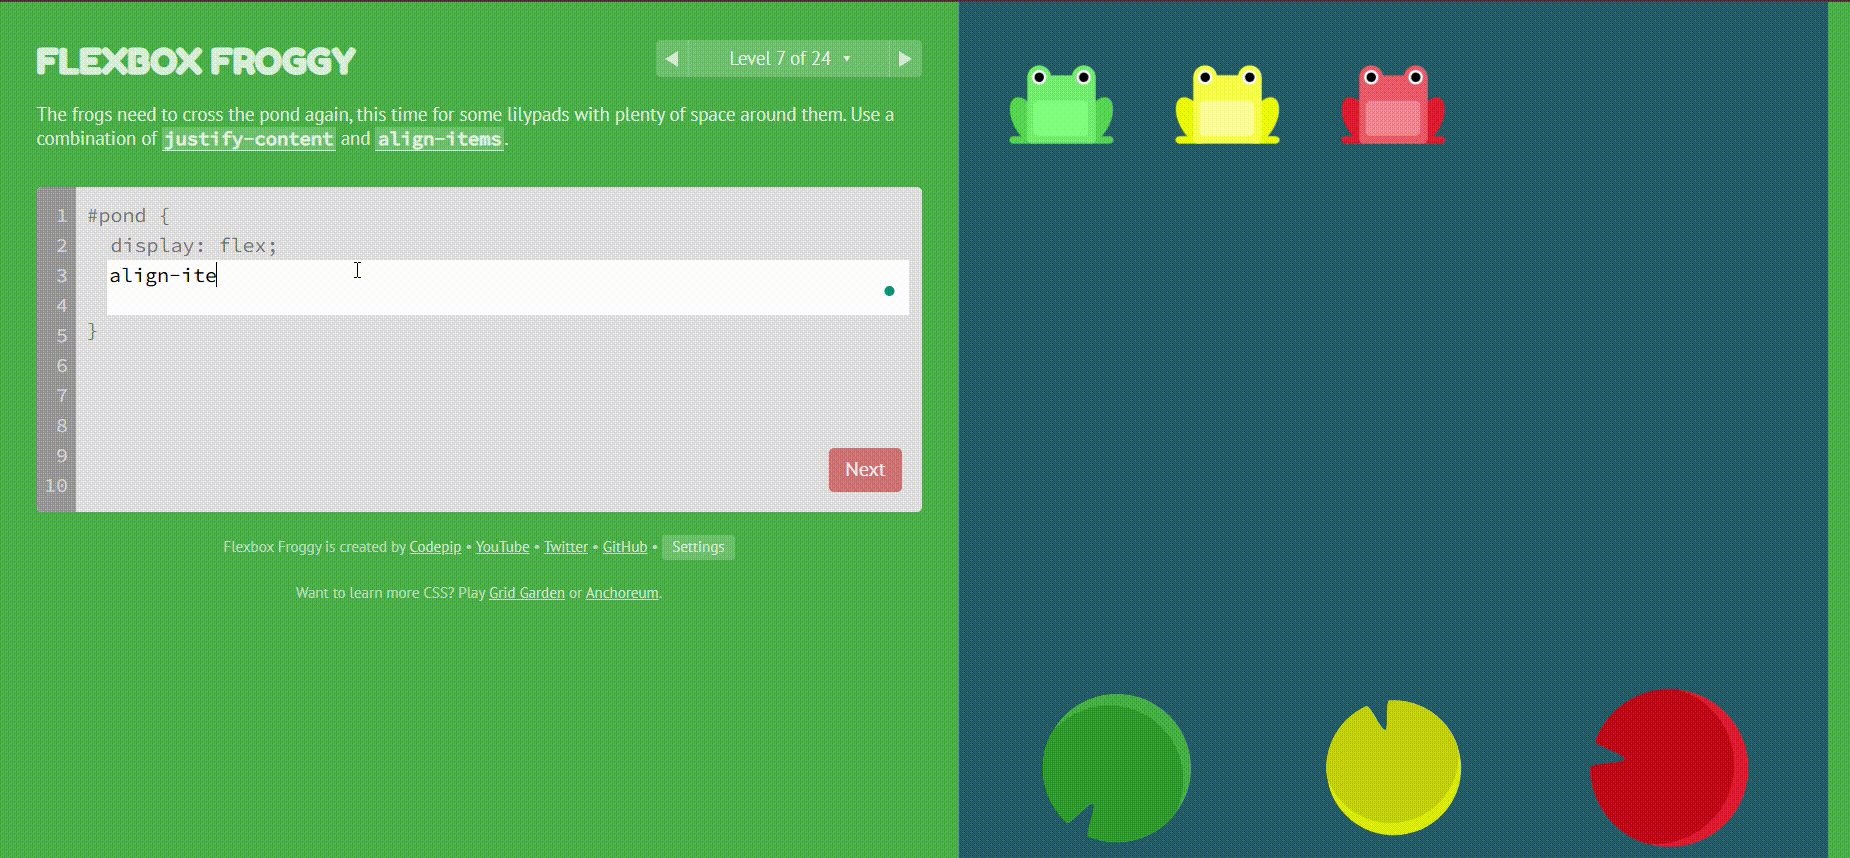 FLEXBOX FROGGY
◀ Level 7 of 24 ▾ ▶
The frogs need to cross the pond again, this time for some lilypads with plenty of space around them. Use a
combination of justify-content and align-items.
1 #pond {
2 display: flex;
3 align-ite
4
5 }
6
7
8
9
10
Next
Flexbox Froggy is created by Codepip • YouTube • Twitter • GitHub • Settings
Want to learn more CSS? Play Grid Garden or Anchoreum.